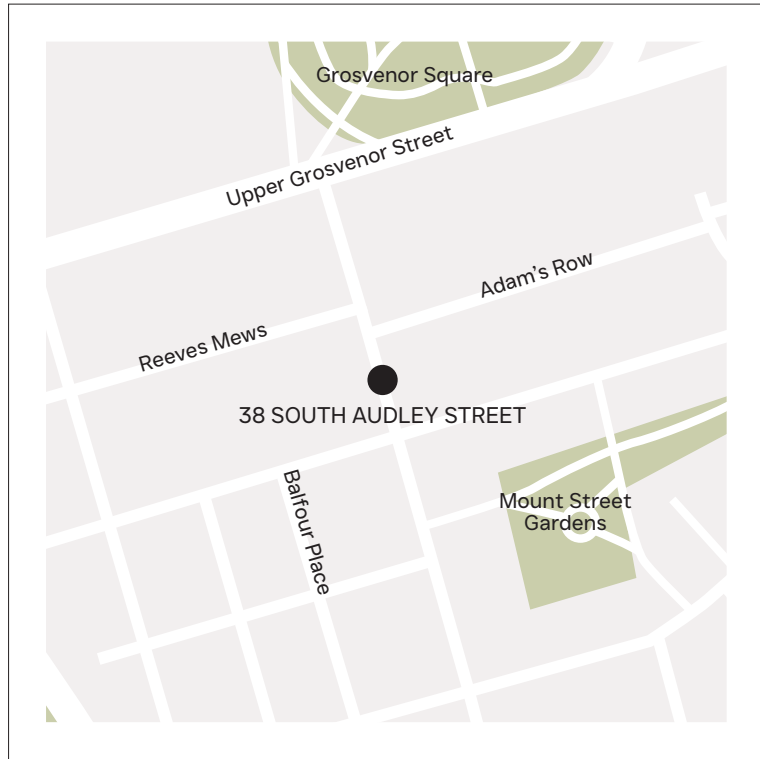 Grosvenor Square
Upper Grosvenor Street
Adam’s Row
Reeves Mews
38 SOUTH AUDLEY STREET
Balfour Place
Mount Street
Gardens